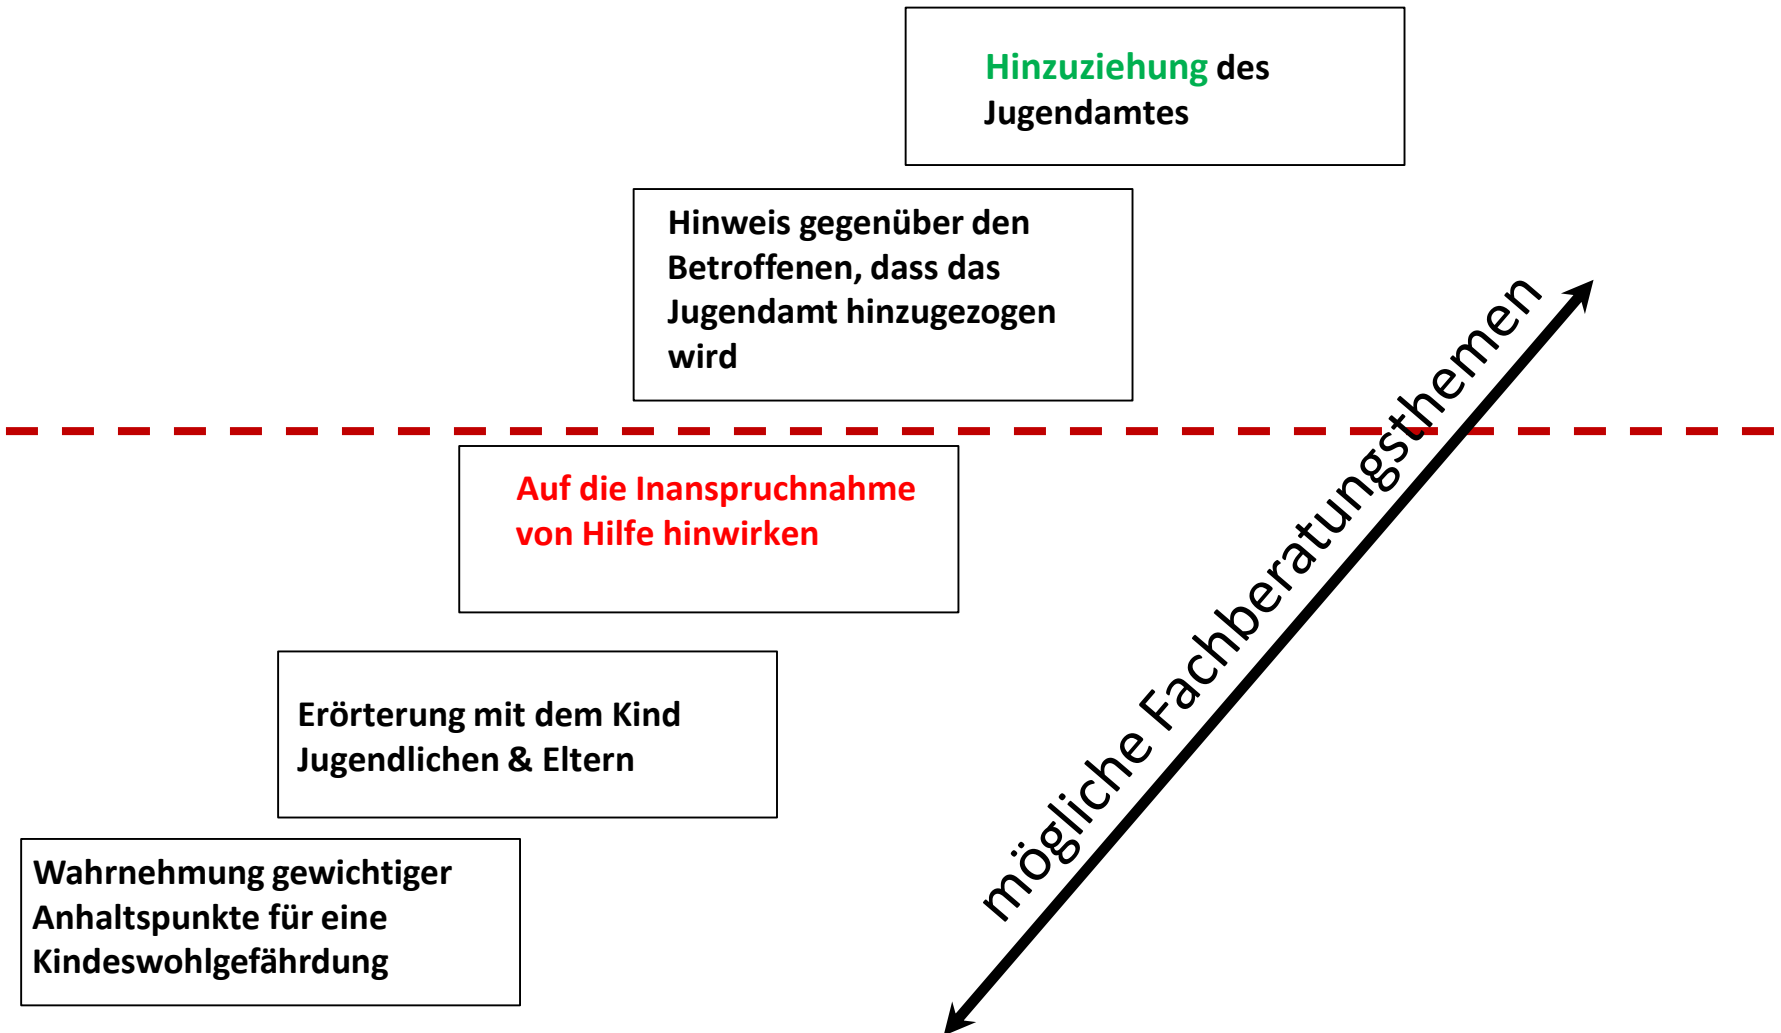 Hinzuziehung des
Jugendamtes
Hinweis gegenüber den
Betroffenen, dass das
Jugendamt hinzugezogen
wird
Auf die Inanspruchnahme
von Hilfe hinwirken
Erörterung mit dem Kind
Jugendlichen & Eltern
Wahrnehmung gewichtiger
Anhaltspunkte für eine
Kindeswohlgefährdung
mögliche Fachberatungsthemen